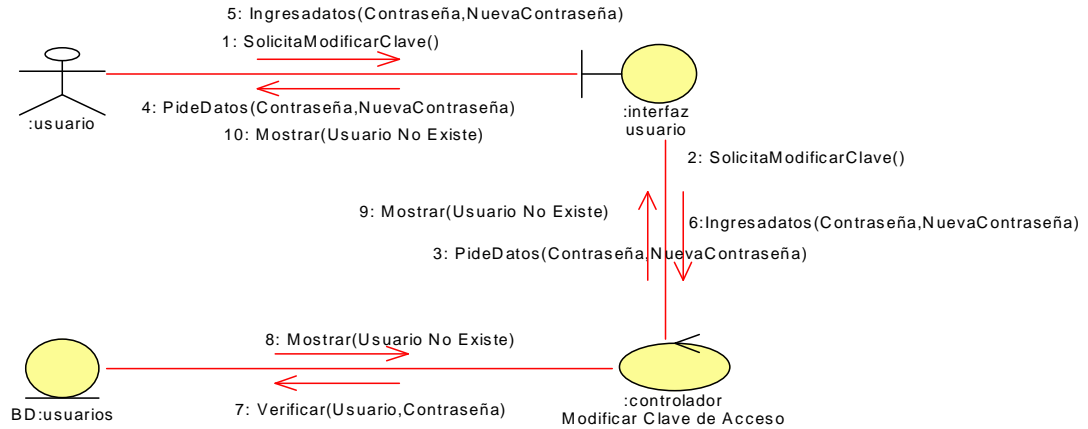 5: Ingresadatos(Contraseña,NuevaContraseña)
1: SolicitaModificarClave()
4: PideDatos(Contraseña,NuevaContraseña)
10: Mostrar(Usuario No Existe)
:usuario
:interfaz
usuario
2: SolicitaModificarClave()
9: Mostrar(Usuario No Existe)
6:Ingresadatos(Contraseña,NuevaContraseña)
3: PideDatos(Contraseña,NuevaContraseña)
8: Mostrar(Usuario No Existe)
7: Verificar(Usuario,Contraseña)
BD:usuarios
:controlador
Modificar Clave de Acceso